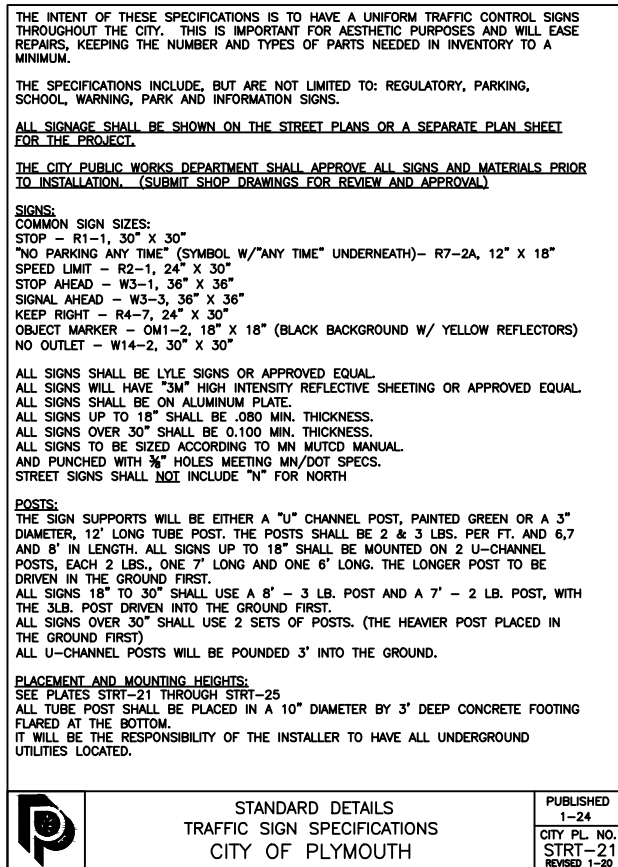 THE INTENT OF THESE SPECIFICATIONS IS TO HAVE A UNIFORM TRAFFIC CONTROL SIGNS
THROUGHOUT THE CITY. THIS IS IMPORTANT FOR AESTHETIC PURPOSES AND WILL EASE
REPAIRS, KEEPING THE NUMBER AND TYPES OF PARTS NEEDED IN INVENTORY TO A
MINIMUM.
THE SPECIFICATIONS INCLUDE, BUT ARE NOT LIMITED TO: REGULATORY, PARKING,
SCHOOL, WARNING, PARK AND INFORMATION SIGNS.
ALL SIGNAGE SHALL BE SHOWN ON THE STREET PLANS OR A SEPARATE PLAN SHEET
FOR THE PROJECT.
THE CITY PUBLIC WORKS DEPARTMENT SHALL APPROVE ALL SIGNS AND MATERIALS PRIOR
TO INSTALLATION. (SUBMIT SHOP DRAWINGS FOR REVIEW AND APPROVAL)
SIGNS:
COMMON SIGN SIZES:
STOP – R1–1, 30" X 30"
"NO PARKING ANY TIME" (SYMBOL W/"ANY TIME" UNDERNEATH)– R7–2A, 12" X 18"
SPEED LIMIT – R2–1, 24" X 30"
STOP AHEAD – W3–1, 36" X 36"
SIGNAL AHEAD – W3–3, 36" X 36"
KEEP RIGHT – R4–7, 24" X 30"
OBJECT MARKER – OM1–2, 18" X 18" (BLACK BACKGROUND W/ YELLOW REFLECTORS)
NO OUTLET – W14–2, 30" X 30"
ALL SIGNS SHALL BE LYLE SIGNS OR APPROVED EQUAL.
ALL SIGNS WILL HAVE "3M" HIGH INTENSITY REFLECTIVE SHEETING OR APPROVED EQUAL.
ALL SIGNS SHALL BE ON ALUMINUM PLATE.
ALL SIGNS UP TO 18" SHALL BE .080 MIN. THICKNESS.
ALL SIGNS OVER 30" SHALL BE 0.100 MIN. THICKNESS.
ALL SIGNS TO BE SIZED ACCORDING TO MN MUTCD MANUAL.
AND PUNCHED WITH ⅜" HOLES MEETING MN/DOT SPECS.
STREET SIGNS SHALL NOT INCLUDE "N" FOR NORTH
POSTS:
THE SIGN SUPPORTS WILL BE EITHER A "U" CHANNEL POST, PAINTED GREEN OR A 3"
DIAMETER, 12' LONG TUBE POST. THE POSTS SHALL BE 2 & 3 LBS. PER FT. AND 6,7
AND 8' IN LENGTH. ALL SIGNS UP TO 18" SHALL BE MOUNTED ON 2 U–CHANNEL
POSTS, EACH 2 LBS., ONE 7' LONG AND ONE 6' LONG. THE LONGER POST TO BE
DRIVEN IN THE GROUND FIRST.
ALL SIGNS 18" TO 30" SHALL USE A 8' – 3 LB. POST AND A 7' – 2 LB. POST, WITH
THE 3LB. POST DRIVEN INTO THE GROUND FIRST.
ALL SIGNS OVER 30" SHALL USE 2 SETS OF POSTS. (THE HEAVIER POST PLACED IN
THE GROUND FIRST)
ALL U–CHANNEL POSTS WILL BE POUNDED 3' INTO THE GROUND.
PLACEMENT AND MOUNTING HEIGHTS:
SEE PLATES STRT–21 THROUGH STRT–25
ALL TUBE POST SHALL BE PLACED IN A 10" DIAMETER BY 3' DEEP CONCRETE FOOTING
FLARED AT THE BOTTOM.
IT WILL BE THE RESPONSIBILITY OF THE INSTALLER TO HAVE ALL UNDERGROUND
UTILITIES LOCATED.
STANDARD DETAILS
TRAFFIC SIGN SPECIFICATIONS
CITY OF PLYMOUTH
PUBLISHED
1–24
CITY PL. NO.
STRT–21
REVISED 1–20